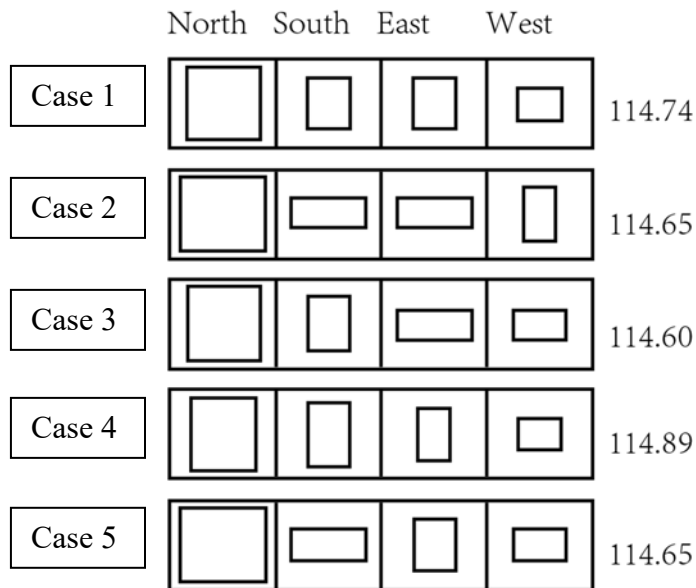 North South East West
Case 1 114.74
Case 2 114.65
Case 3 114.60
Case 4 114.89
Case 5 114.65